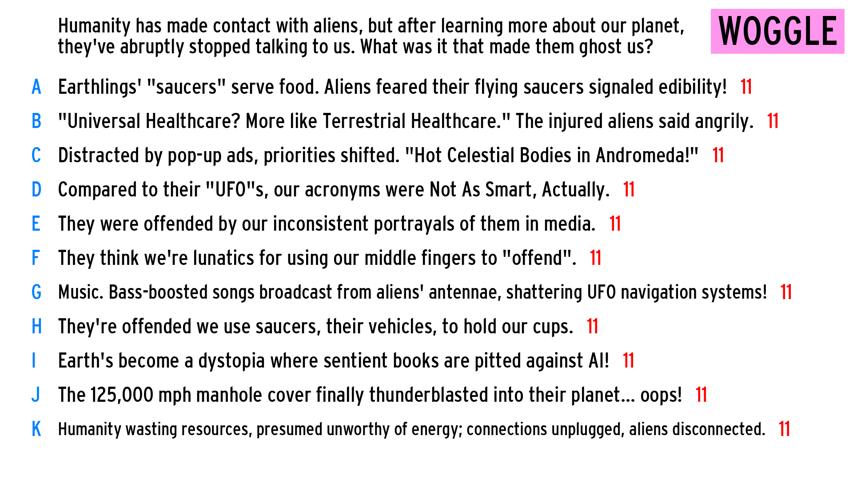 Humanity has made contact with aliens, but after learning more about our planet,
they've abruptly stopped talking to us. What was it that made them ghost us?
WOGGLE
A Earthlings' "saucers" serve food. Aliens feared their flying saucers signaled edibility! 11
B "Universal Healthcare? More like Terrestrial Healthcare." The injured aliens said angrily. 11
C Distracted by pop-up ads, priorities shifted. "Hot Celestial Bodies in Andromeda!" 11
D Compared to their "UFO"s, our acronyms were Not As Smart, Actually. 11
E They were offended by our inconsistent portrayals of them in media. 11
F They think we're lunatics for using our middle fingers to "offend". 11
G Music. Bass-boosted songs broadcast from aliens' antennae, shattering UFO navigation systems! 11
H They're offended we use saucers, their vehicles, to hold our cups. 11
I Earth's become a dystopia where sentient books are pitted against AI! 11
J The 125,000 mph manhole cover finally thunderblasted into their planet... oops! 11
K Humanity wasting resources, presumed unworthy of energy; connections unplugged, aliens disconnected. 11